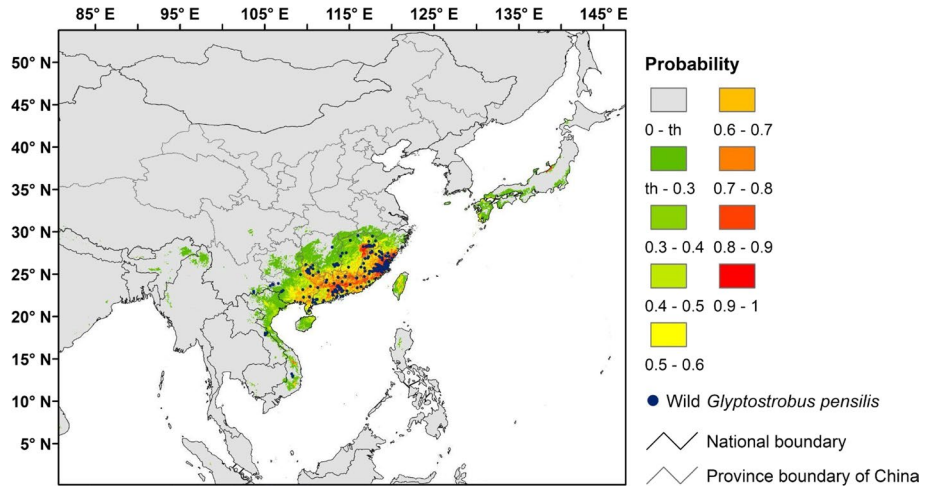 85° E 95° E 105° E 115° E 125° E 135° E 145° E
50° N
45° N
40° N
35° N
30° N
25° N
20° N
15° N
10° N
5° N
Probability
0 - th 0.6 - 0.7
th - 0.3 0.7 - 0.8
0.3 - 0.4 0.8 - 0.9
0.4 - 0.5 0.9 - 1
0.5 - 0.6
Wild Glyptostrobus pensilis
National boundary
Province boundary of China